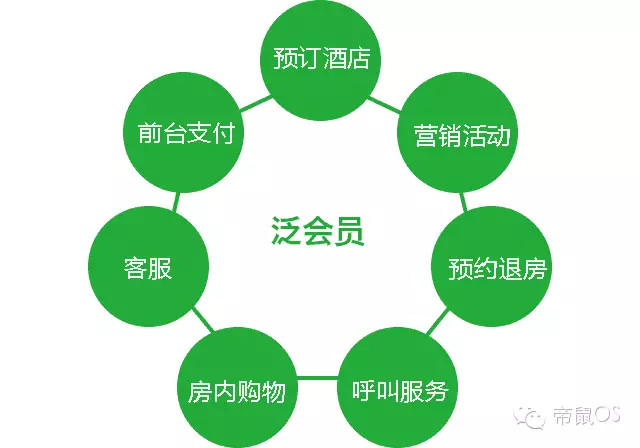 预订酒店
前台支付
营销活动
泛会员
客服
预约退房
房内购物
呼叫服务
帝鼠OS